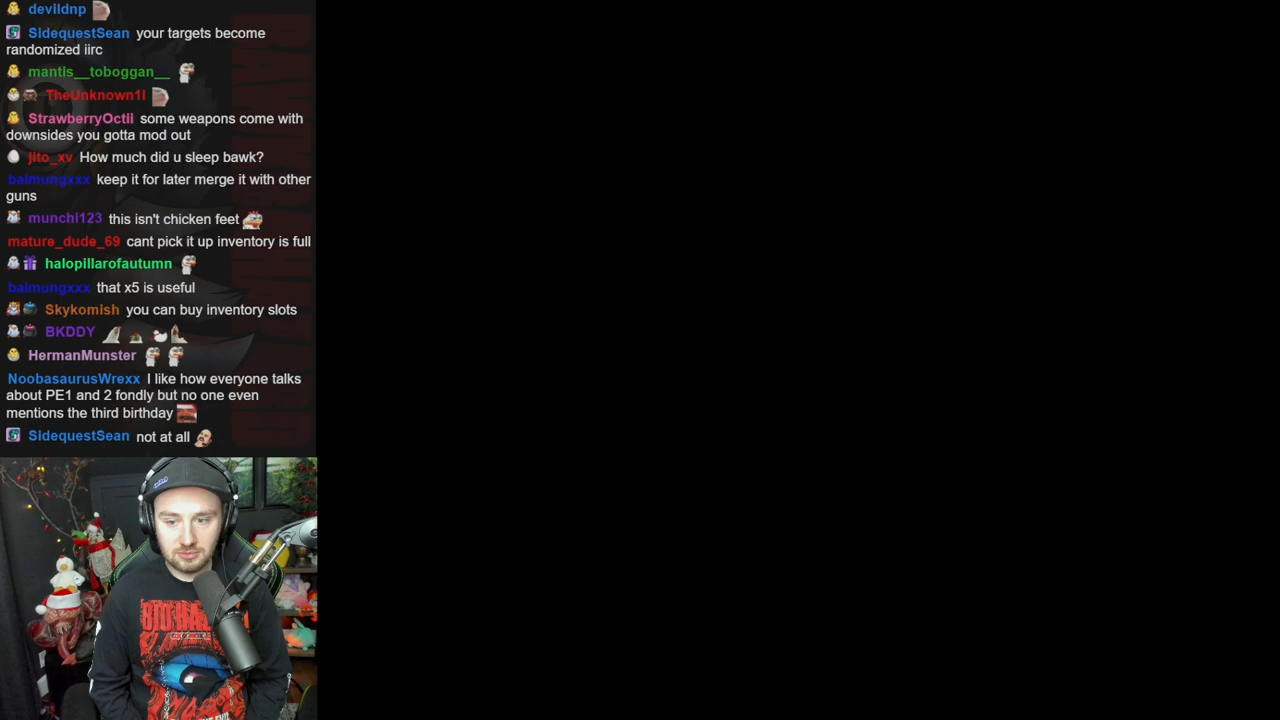 devildnp
SidequestSean your targets become
randomized iirc
mantis__toboggan__
TheUnknown1I
StrawberryOctii some weapons come with
downsides you gotta mod out
jito_xv How much did u sleep bawk?
balmungxxx keep it for later merge it with other
guns
munchi123 this isn't chicken feet
mature_dude_69 cant pick it up inventory is full
halopillarofautumn
balmungxxx that x5 is useful
Skykomish you can buy inventory slots
BKDDY
HermanMunster
NoobasaurusWrexx I like how everyone talks
about PE1 and 2 fondly but no one even
mentions the third birthday
SidequestSean not at all